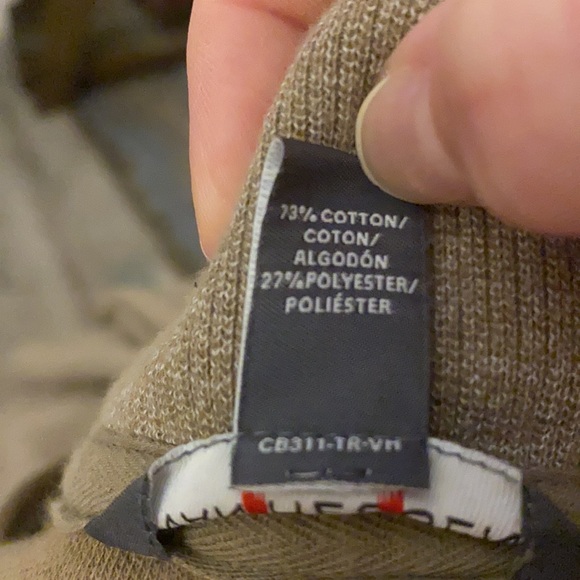 73% COTTON/
COTON/
ALGODÓN
27%POLYESTER/
POLIÉSTER
CB311-TR-VH